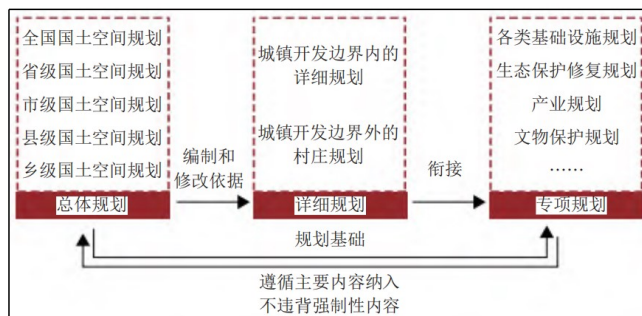 全国国土空间规划
省级国土空间规划
市级国土空间规划
县级国土空间规划
乡级国土空间规划
总体规划
编制和
修改依据
城镇开发边界内的
详细规划
城镇开发边界外的
村庄规划
详细规划
衔接
各类基础设施规划
生态保护修复规划
产业规划
文物保护规划
……
专项规划
规划基础
遵循主要内容纳入
不违背强制性内容